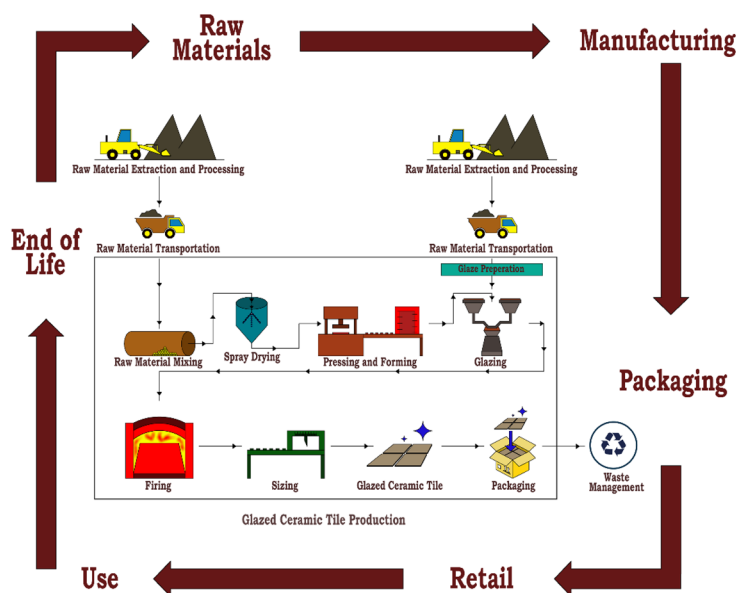 Raw
Materials
Manufacturing
Raw Material Extraction and Processing
Raw Material Extraction and Processing
End of
Life
Raw Material Transportation
Raw Material Transportation
Glaze Preperation
Raw Material Mixing
Spray Drying
Pressing and Forming
Glazing
Packaging
Firing
Sizing
Glazed Ceramic Tile
Packaging
Waste
Management
Glazed Ceramic Tile Production
Use
Retail